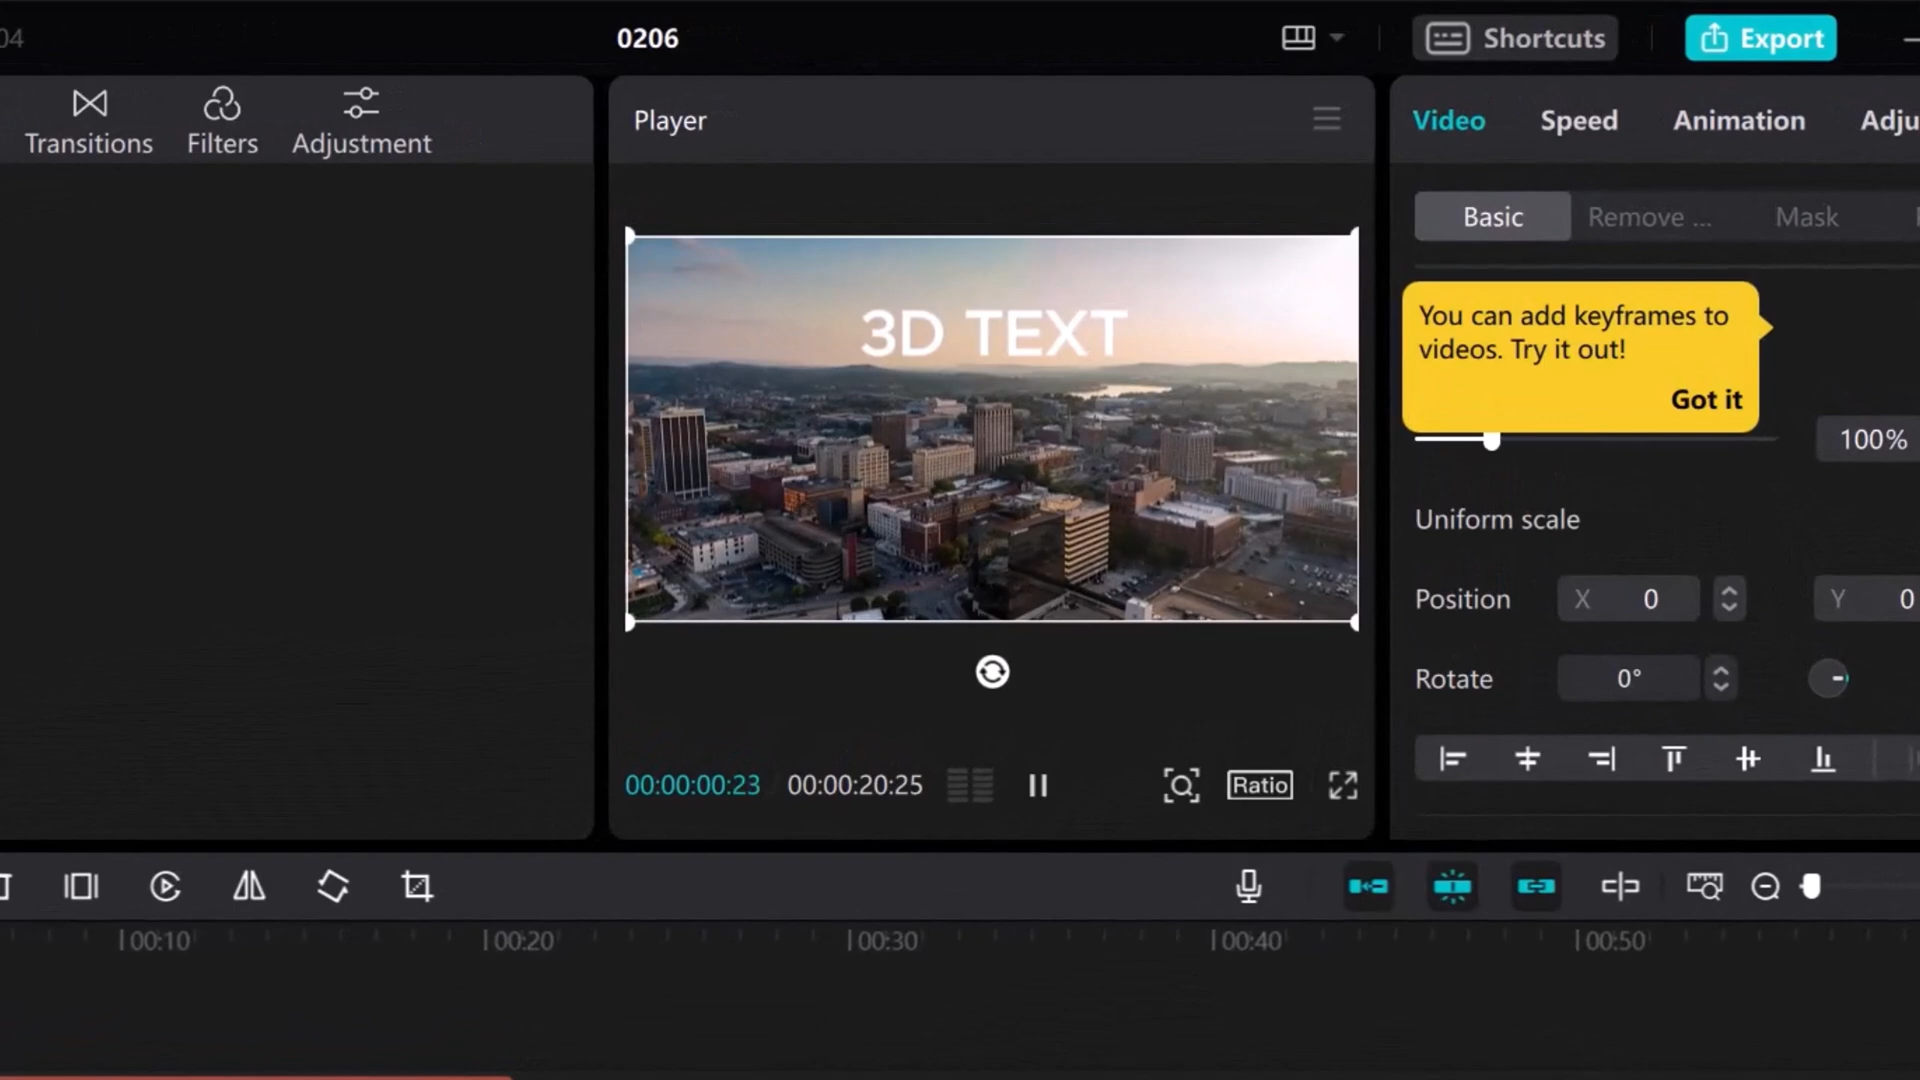 04
0206
Shortcuts
Export
Transitions
Filters
Adjustment
Player
Video
Speed
Animation
Adju
Basic
Remove ...
Mask
3D TEXT
You can add keyframes to
videos. Try it out!
Got it
100%
Uniform scale
Position
X
0
Y
0
Rotate
0°
00:00:00:23
00:00:20:25
Ratio
00:10
00:20
00:30
00:40
00:50